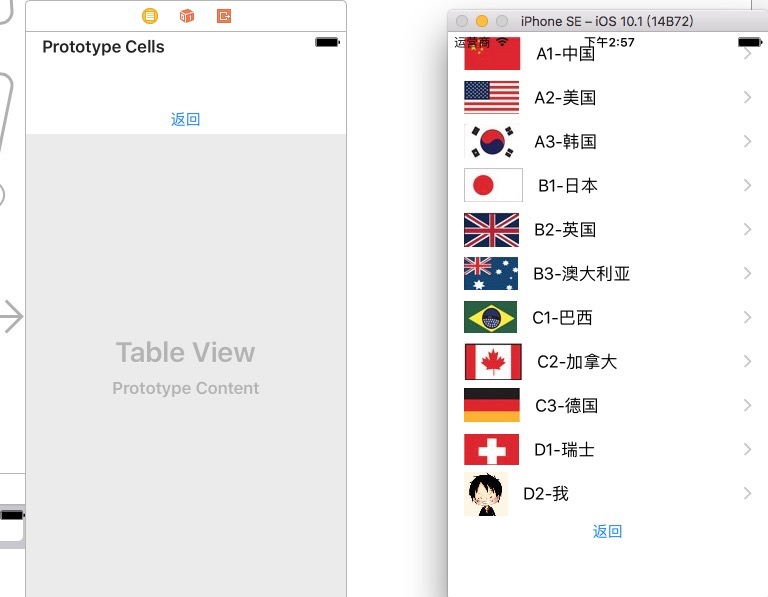 Prototype Cells
返回
Table View
Prototype Content
iPhone SE – iOS 10.1 (14B72)
运营商 下午2:57
A1-中国
A2-美国
A3-韩国
B1-日本
B2-英国
B3-澳大利亚
C1-巴西
C2-加拿大
C3-德国
D1-瑞士
D2-我
返回